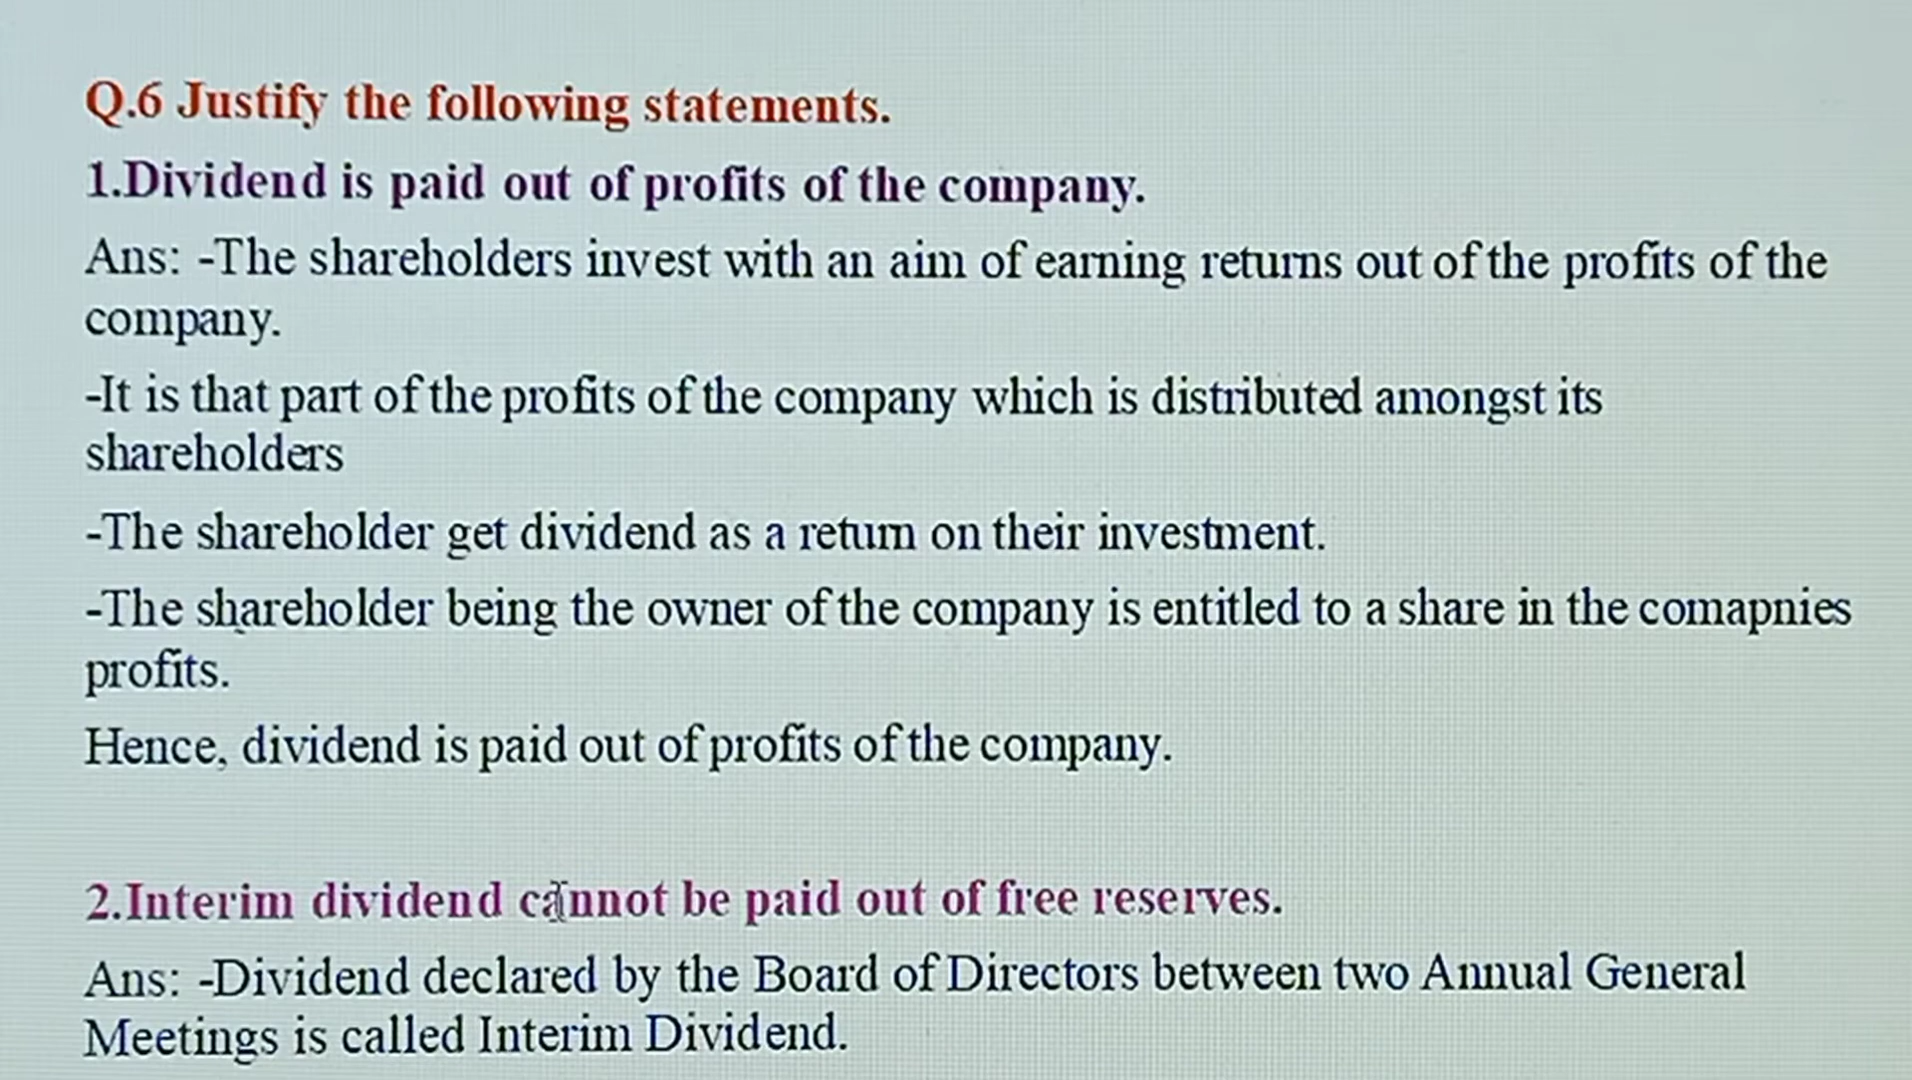 Q.6 Justify the following statements.
1.Dividend is paid out of profits of the company.
Ans: -The shareholders invest with an aim of earning returns out of the profits of the
company.
-It is that part of the profits of the company which is distributed amongst its
shareholders
-The shareholder get dividend as a return on their investment.
-The shareholder being the owner of the company is entitled to a share in the comapnies
profits.
Hence, dividend is paid out of profits of the company.
2.Interim dividend cannot be paid out of free reserves.
Ans: -Dividend declared by the Board of Directors between two Annual General
Meetings is called Interim Dividend.